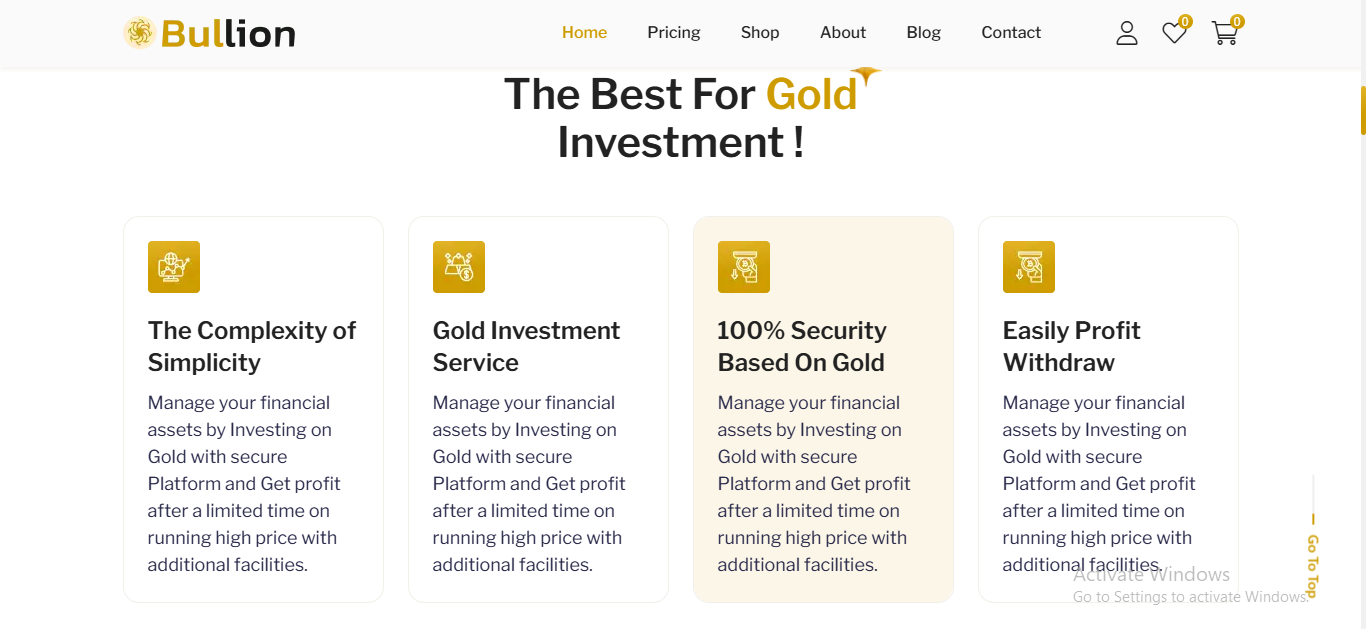 Bullion
Home Pricing Shop About Blog Contact 0 0
The Best For Gold
Investment !
The Complexity of
Simplicity
Manage your financial
assets by Investing on
Gold with secure
Platform and Get profit
after a limited time on
running high price with
additional facilities.
Gold Investment
Service
Manage your financial
assets by Investing on
Gold with secure
Platform and Get profit
after a limited time on
running high price with
additional facilities.
100% Security
Based On Gold
Manage your financial
assets by Investing on
Gold with secure
Platform and Get profit
after a limited time on
running high price with
additional facilities.
Easily Profit
Withdraw
Manage your financial
assets by Investing on
Gold with secure
Platform and Get profit
after a limited time on
running high price with
additional facilities.
Go To Top
Activate Windows
Go to Settings to activate Windows.